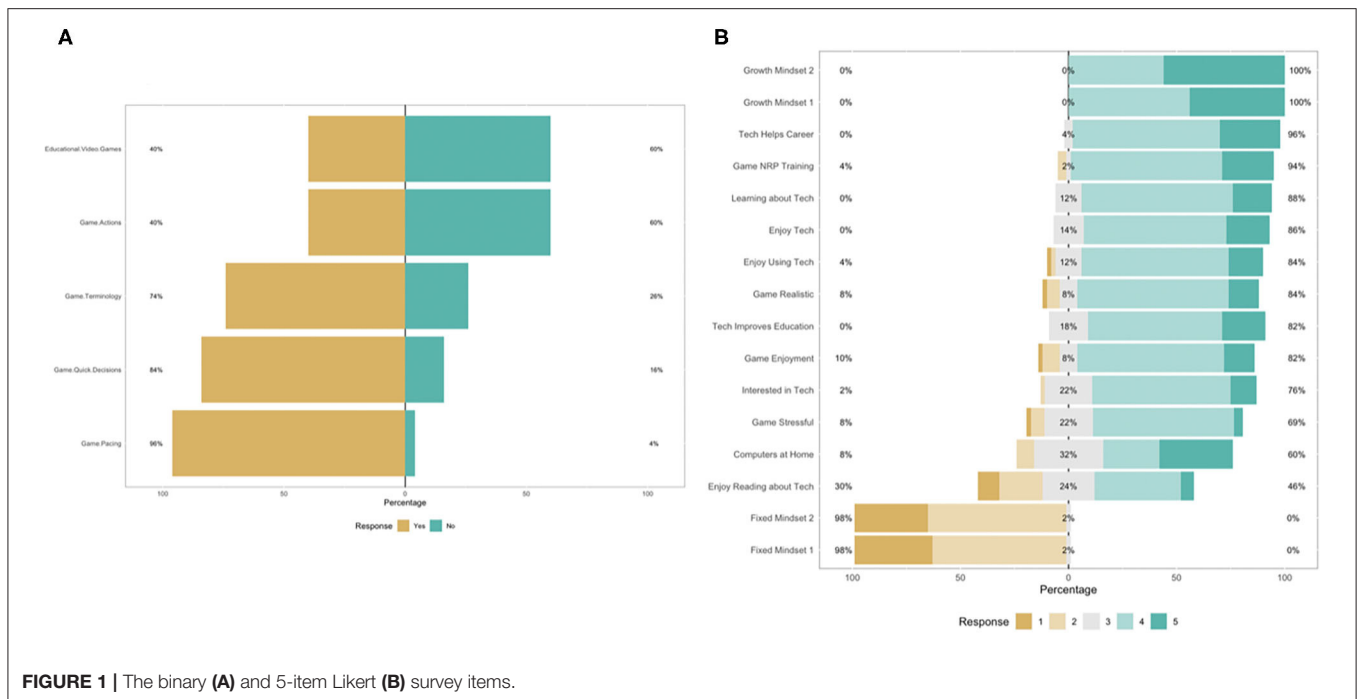 A
Educational.Video.Games 40% 60%
Game.Actions 40% 60%
Game.Terminology 74% 26%
Game.Quick.Decisions 84% 16%
Game.Pacing 96% 4%
100 50 0 50 100
Percentage
Response Yes No
B
Growth Mindset 2 0% 0% 100%
Growth Mindset 1 0% 0% 100%
Tech Helps Career 0% 4% 96%
Game NRP Training 4% 2% 94%
Learning about Tech 0% 12% 88%
Enjoy Tech 0% 14% 86%
Enjoy Using Tech 4% 12% 84%
Game Realistic 8% 8% 84%
Tech Improves Education 0% 18% 82%
Game Enjoyment 10% 8% 82%
Interested in Tech 2% 22% 76%
Game Stressful 8% 22% 69%
Computers at Home 8% 32% 60%
Enjoy Reading about Tech 30% 24% 46%
Fixed Mindset 2 98% 2% 0%
Fixed Mindset 1 98% 2% 0%
100 50 0 50 100
Percentage
Response 1 2 3 4 5
FIGURE 1 | The binary (A) and 5-item Likert (B) survey items.